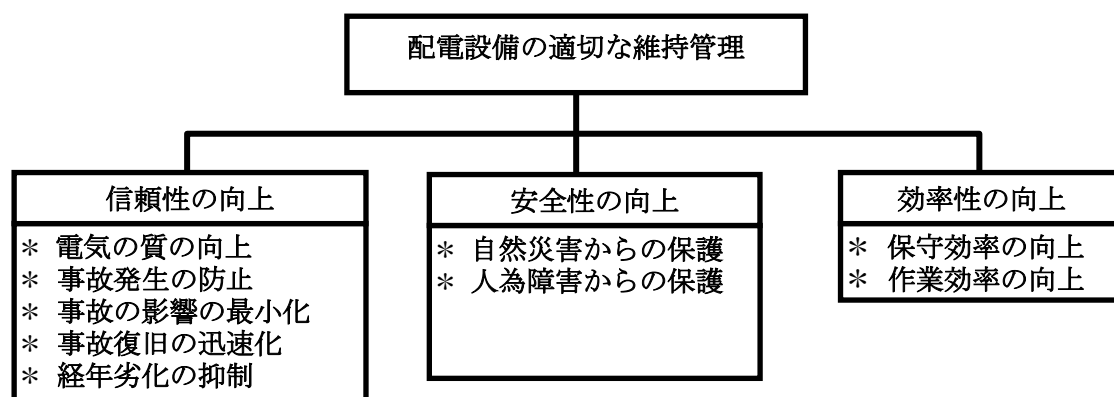 配電設備の適切な維持管理
信頼性の向上
＊ 電気の質の向上
＊ 事故発生の防止
＊ 事故の影響の最小化
＊ 事故復旧の迅速化
＊ 経年劣化の抑制
安全性の向上
＊ 自然災害からの保護
＊ 人為障害からの保護
効率性の向上
＊ 保守効率の向上
＊ 作業効率の向上